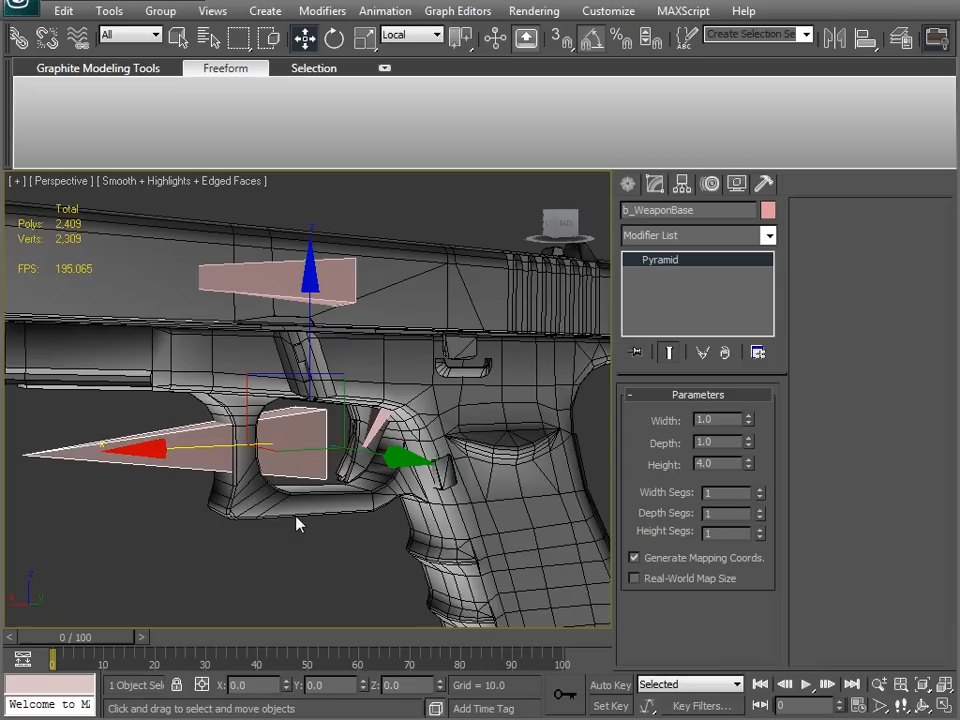 Edit Tools Group Views Create Modifiers Animation Graph Editors Rendering Customize MAXScript Help
All Local 3 Create Selection Se
Graphite Modeling Tools Freeform Selection
[ + ] [ Perspective ] [ Smooth + Highlights + Edged Faces ]
Total
Polys: 2,409
Verts: 2,309
FPS: 195.065
b_WeaponBase
Modifier List
Pyramid
- Parameters
Width: 1.0
Depth: 1.0
Height: 4.0
Width Segs: 1
Depth Segs: 1
Height Segs: 1
Generate Mapping Coords.
Real-World Map Size
z
x
y
z
x
< 0 / 100 >
0 10 20 30 40 50 60 70 80 90 100
1 Object Sel X: 0.0 Y: 0.0 Z: 0.0 Grid = 10.0 Auto Key Selected
Welcome to M Click and drag to select and move objects Add Time Tag Set Key Key Filters... 0